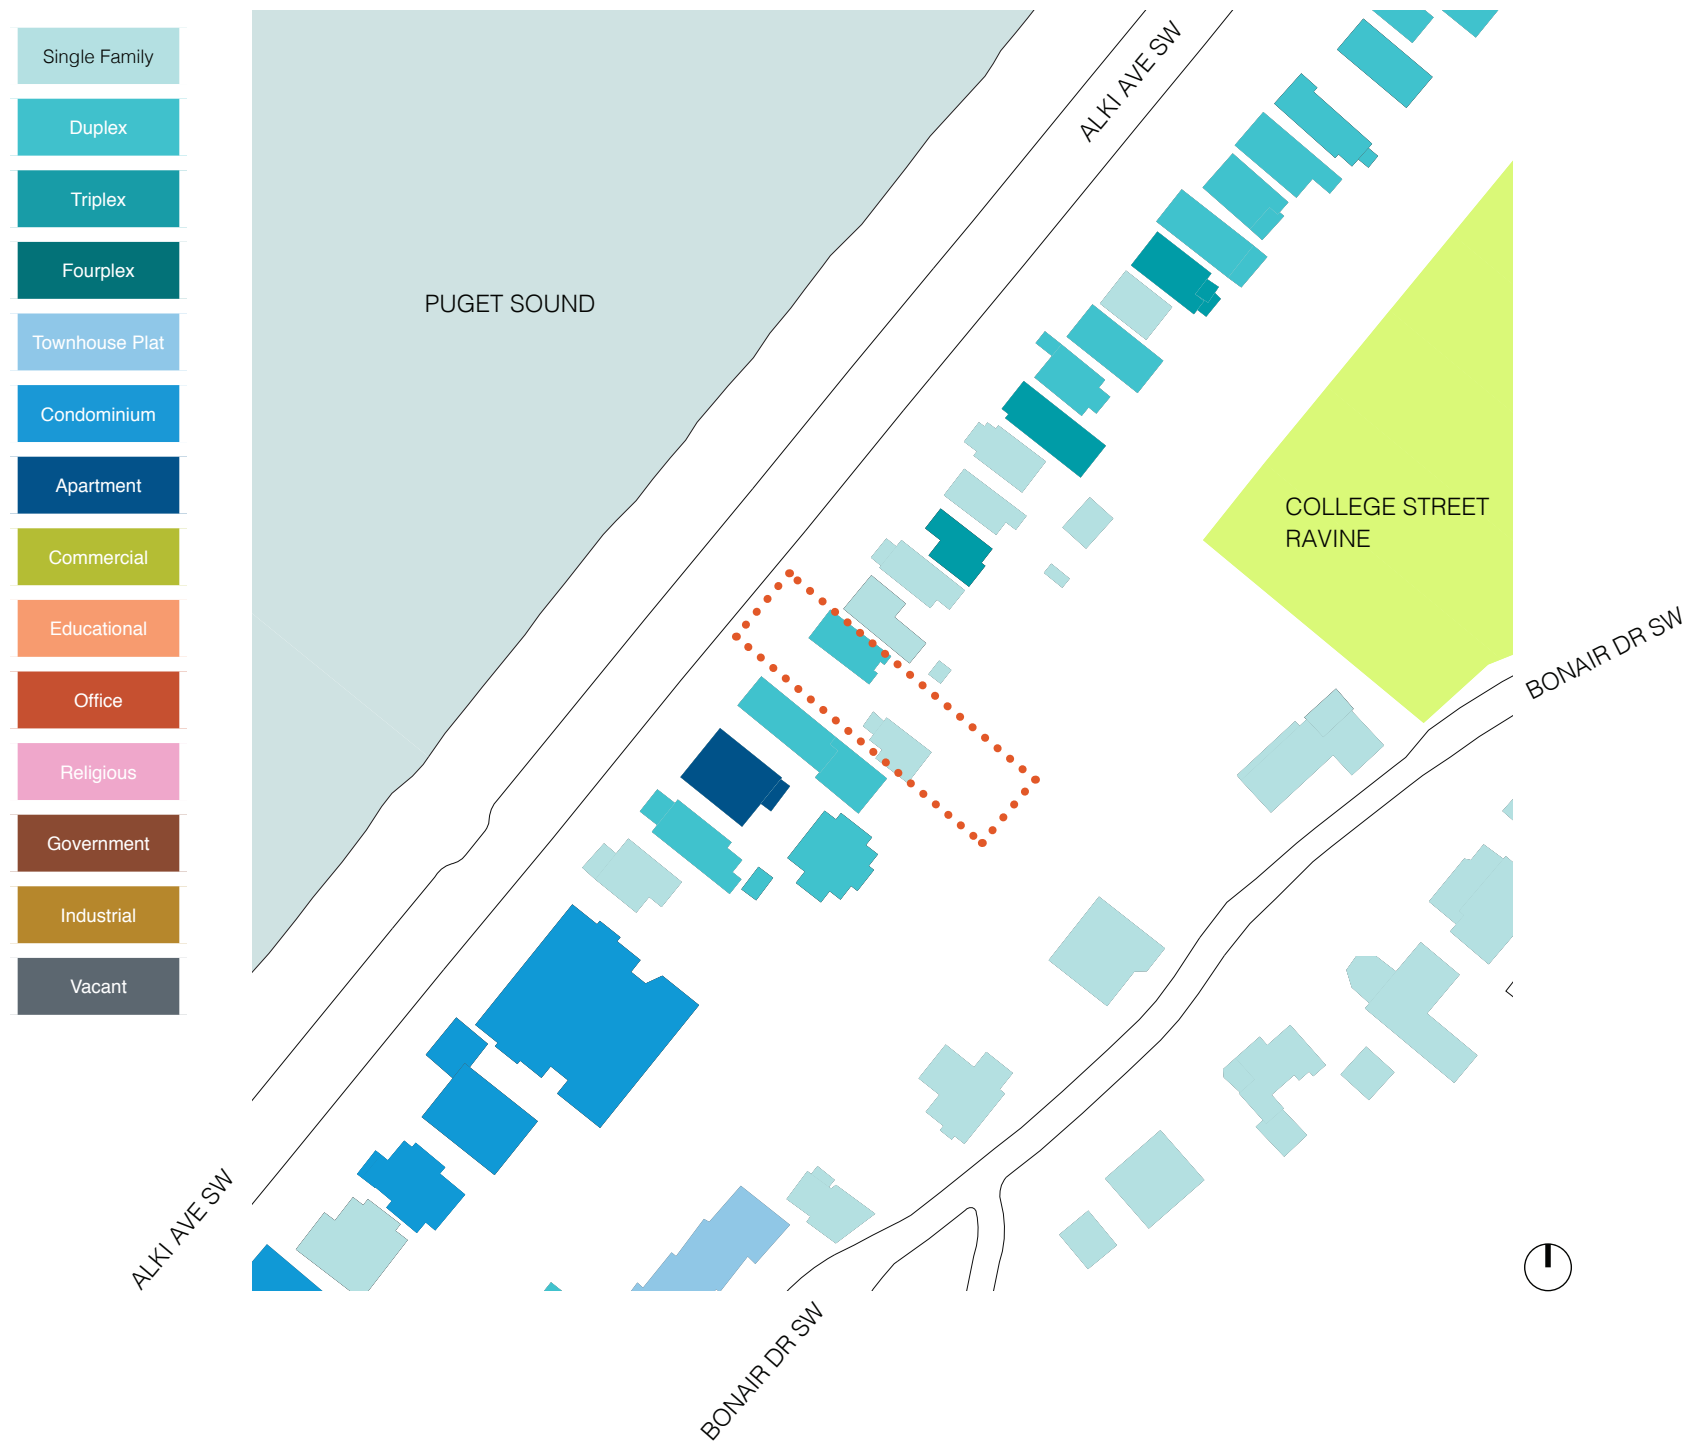 Single Family
Duplex
Triplex
Fourplex
Townhouse Plat
Condominium
Apartment
Commercial
Educational
Office
Religious
Government
Industrial
Vacant
ALKI AVE SW
PUGET SOUND
COLLEGE STREET
RAVINE
BONAIR DR SW
ALKI AVE SW
BONAIR DR SW